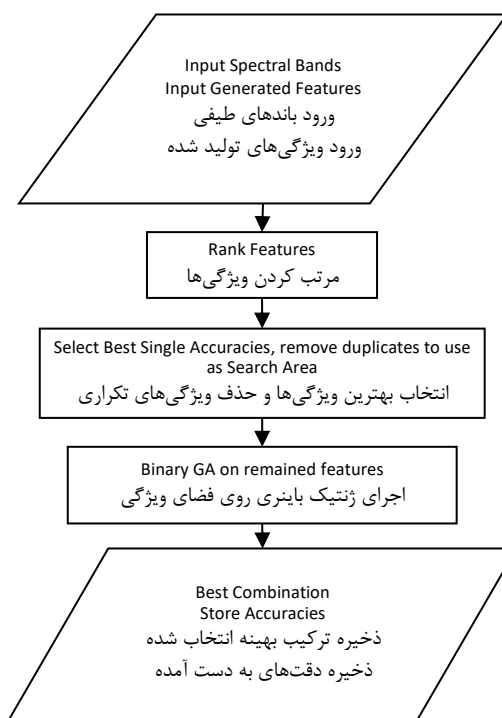 Input Spectral Bands
Input Generated Features
ورود باندهای طیفی
ورود ویژگی‌های تولید شده
Rank Features
مرتب کردن ویژگی‌ها
Select Best Single Accuracies, remove duplicates to use
as Search Area
انتخاب بهترین ویژگی‌ها و حذف ویژگی‌های تکراری
Binary GA on remained features
اجرای ژنتیک باینری روی فضای ویژگی
Best Combination
Store Accuracies
ذخیره ترکیب بهینه انتخاب شده
ذخیره دقت‌های به دست آمده